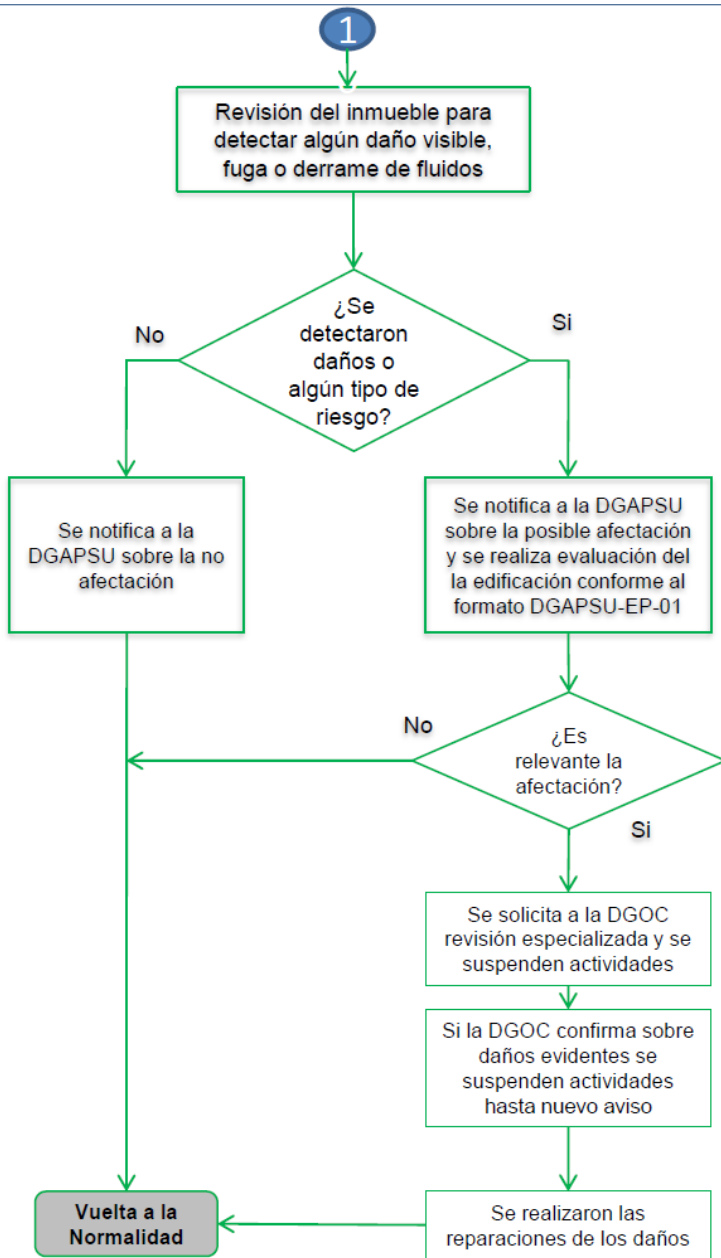 1
Revisión del inmueble para
detectar algún daño visible,
fuga o derrame de fluidos
¿Se
detectaron
daños o
algún tipo de
riesgo?
No
Si
Se notifica a la
DGAPSU sobre la no
afectación
Se notifica a la DGAPSU
sobre la posible afectación
y se realiza evaluación del
la edificación conforme al
formato DGAPSU-EP-01
¿Es
relevante la
afectación?
No
Si
Se solicita a la DGOC
revisión especializada y se
suspenden actividades
Si la DGOC confirma sobre
daños evidentes se
suspenden actividades
hasta nuevo aviso
Se realizaron las
reparaciones de los daños
Vuelta a la
Normalidad